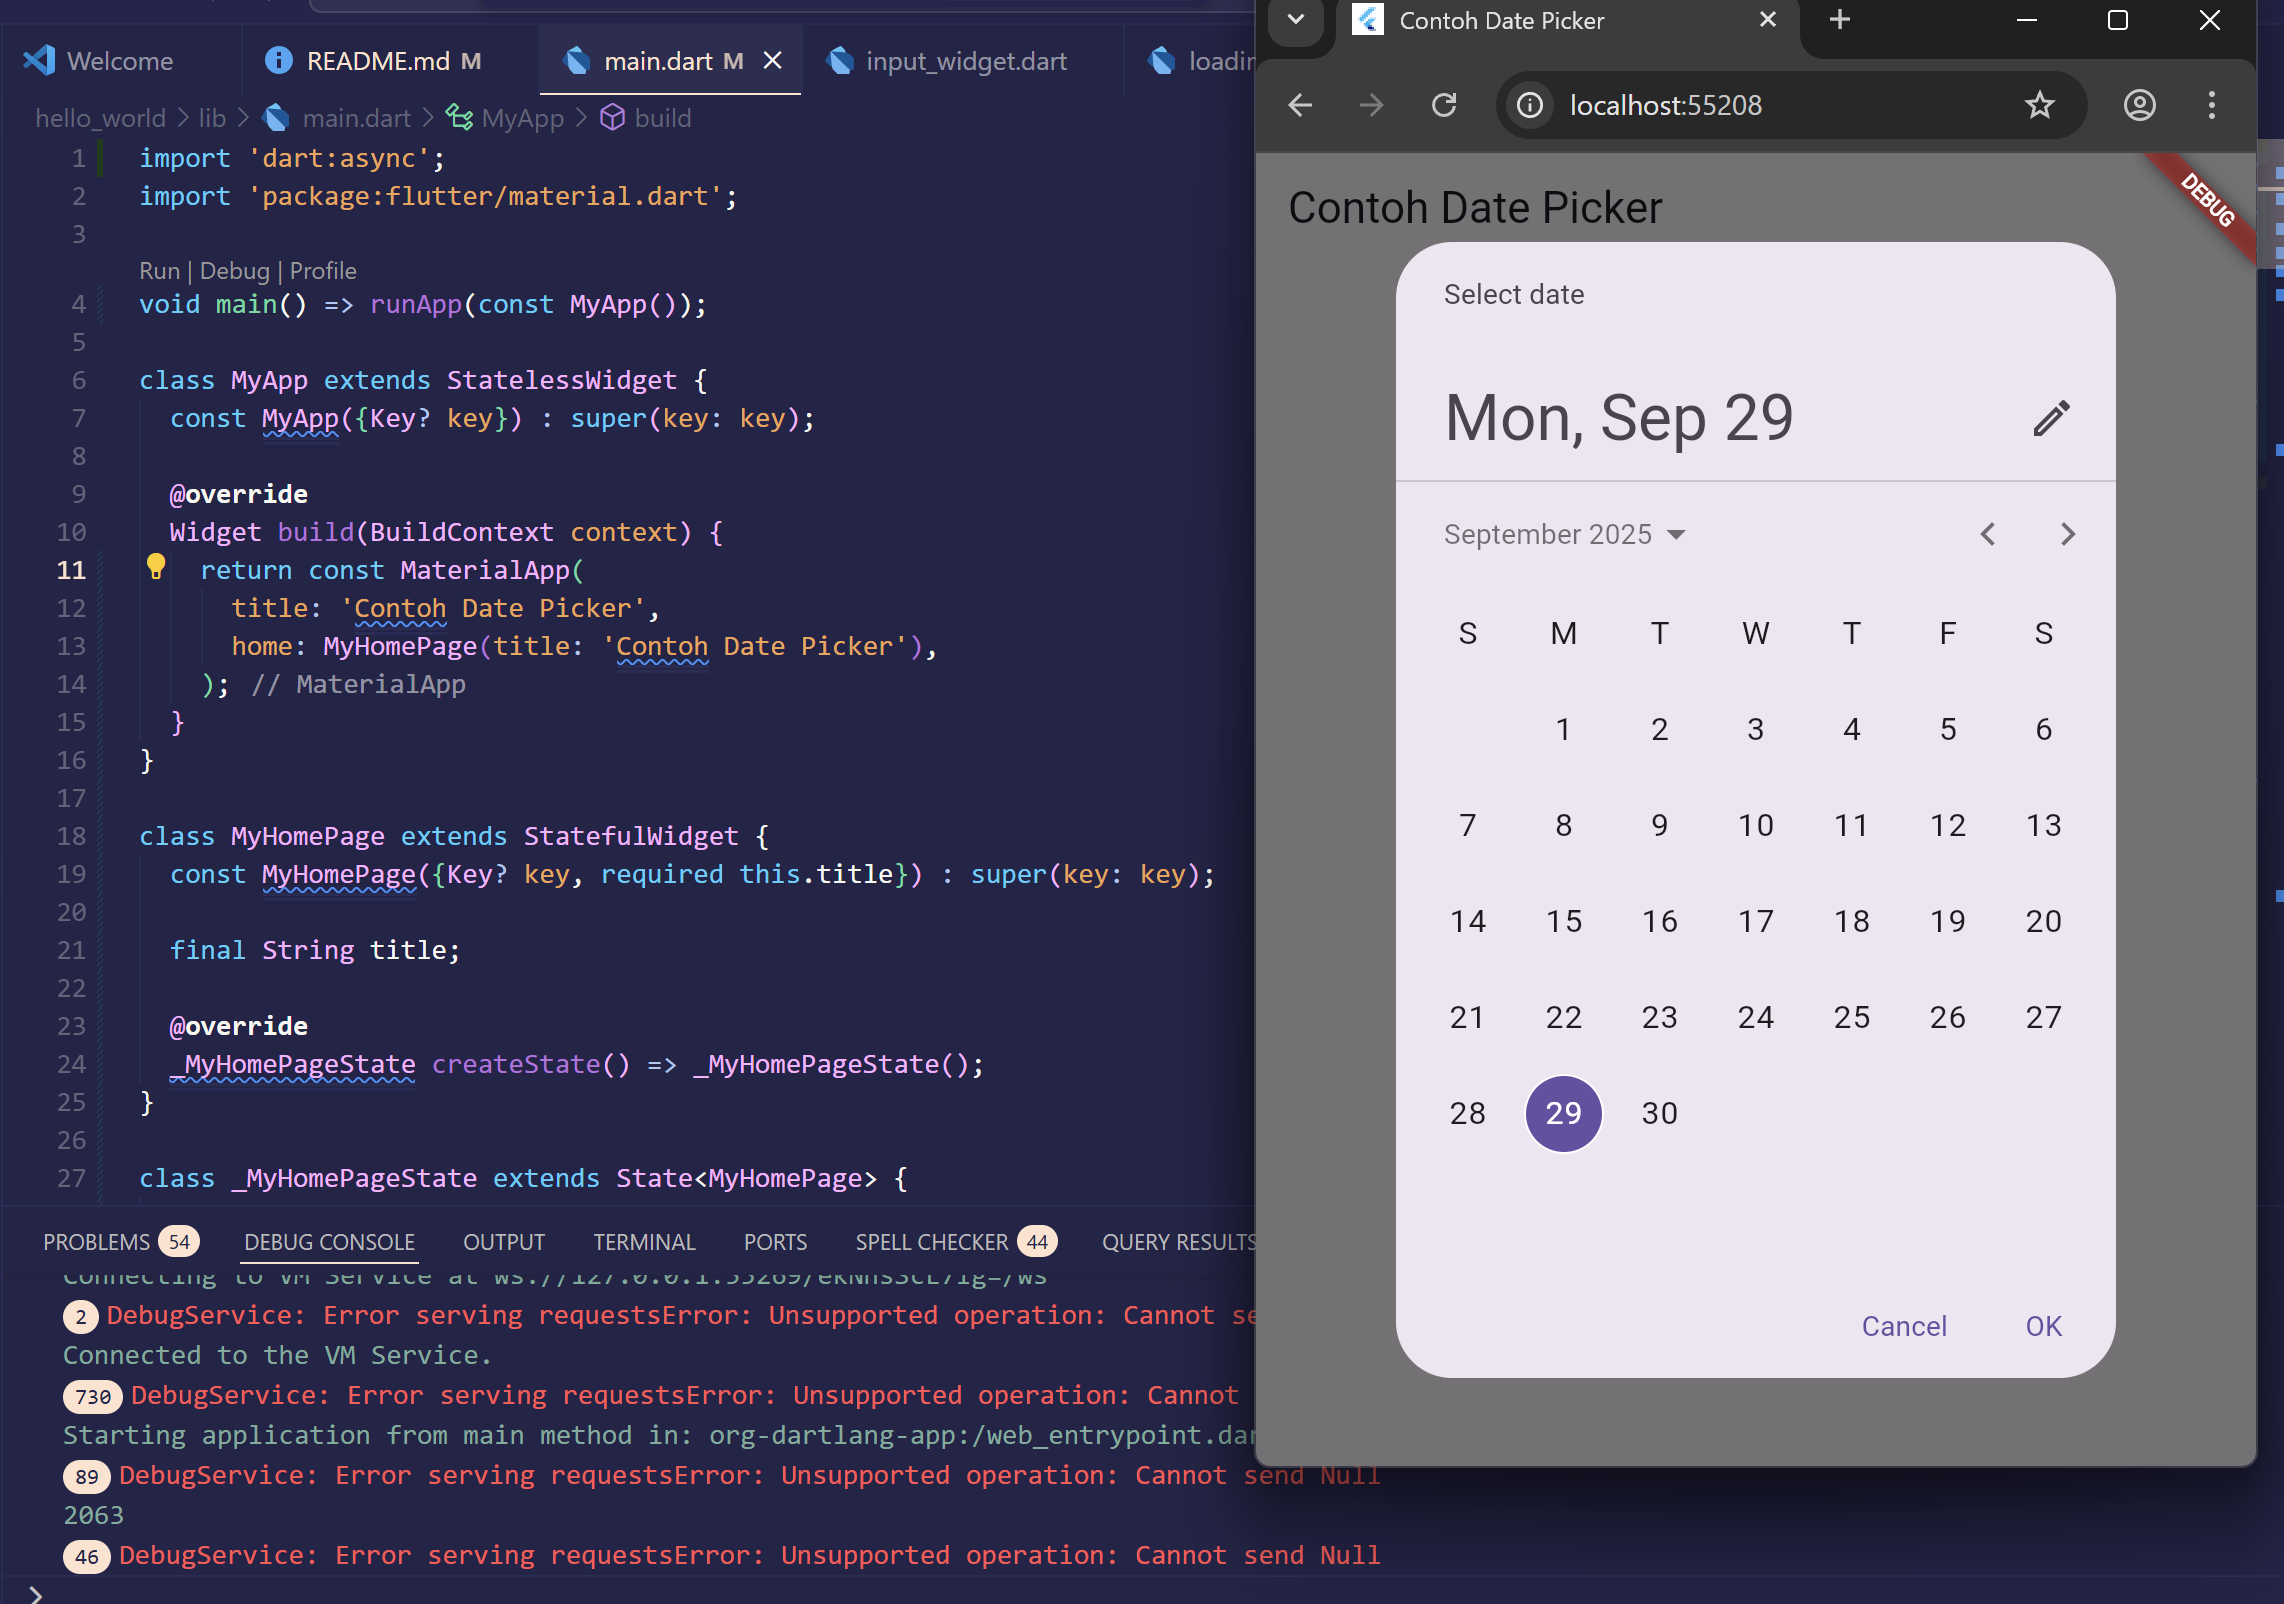 Welcome
README.md M
main.dart M
input_widget.dart
hello_world > lib > main.dart > MyApp > build
1 import 'dart:async';
2 import 'package:flutter/material.dart';
3
Run | Debug | Profile
4 void main() => runApp(const MyApp());
5
6 class MyApp extends StatelessWidget {
7 const MyApp({Key? key}) : super(key: key);
8
9 @override
10 Widget build(BuildContext context) {
11 return const MaterialApp(
12 title: 'Contoh Date Picker',
13 home: MyHomePage(title: 'Contoh Date Picker'),
14 ); // MaterialApp
15 }
16 }
17
18 class MyHomePage extends StatefulWidget {
19 const MyHomePage({Key? key, required this.title}) : super(key: key);
20
21 final String title;
22
23 @override
24 _MyHomePageState createState() => _MyHomePageState();
25 }
26
27 class _MyHomePageState extends State<MyHomePage> {
PROBLEMS 54 DEBUG CONSOLE OUTPUT TERMINAL PORTS SPELL CHECKER 44 QUERY RESULTS
Connecting to VM Service at
2 DebugService: Error serving requestsError: Unsupported operation: Cannot se
Connected to the VM Service.
730 DebugService: Error serving requestsError: Unsupported operation: Cannot
Starting application from main method in: org-dartlang-app:/web_entrypoint.dar
89 DebugService: Error serving requestsError: Unsupported operation: Cannot send Null
2063
46 DebugService: Error serving requestsError: Unsupported operation: Cannot send Null
Contoh Date Picker
localhost:55208
Contoh Date Picker
DEBUG
Select date
Mon, Sep 29
September 2025
S M T W T F S
1 2 3 4 5 6
7 8 9 10 11 12 13
14 15 16 17 18 19 20
21 22 23 24 25 26 27
28 29 30
Cancel OK